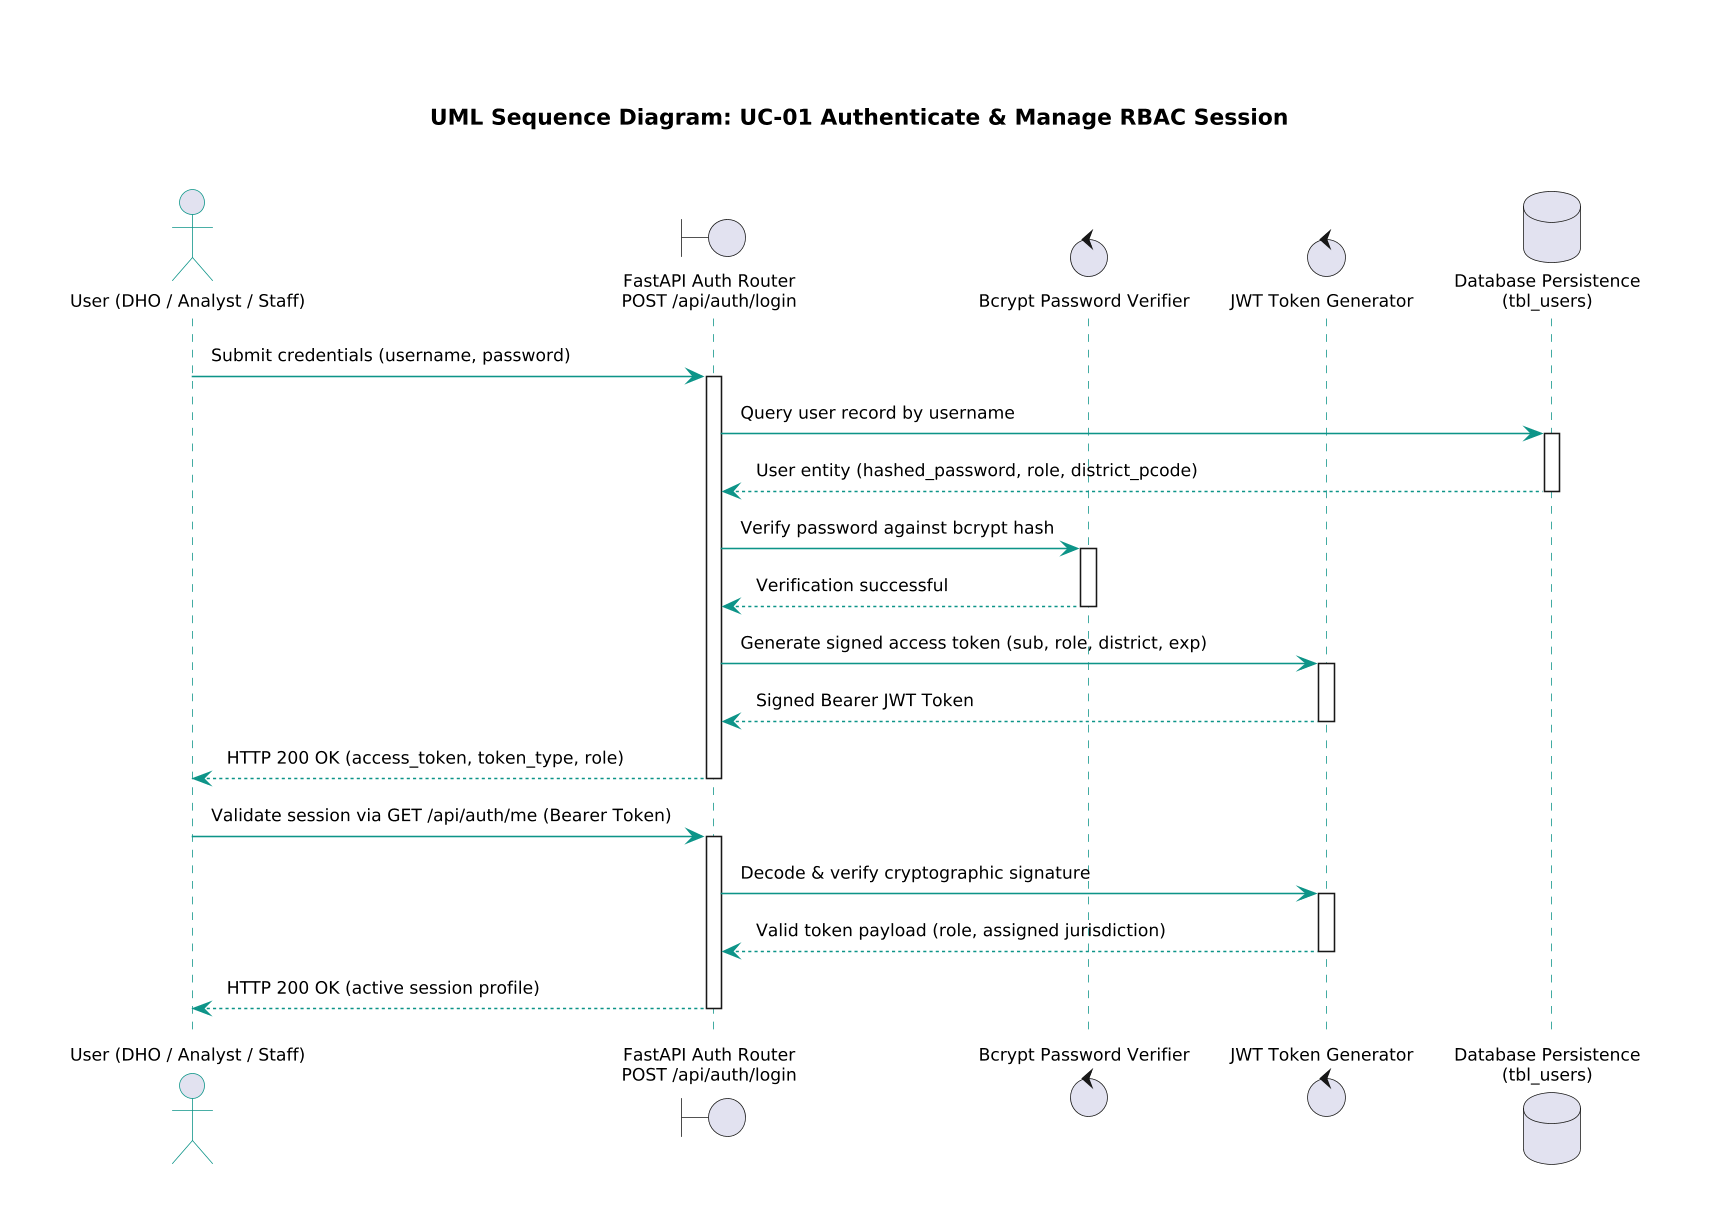 UML Sequence Diagram: UC-01 Authenticate & Manage RBAC Session
User (DHO / Analyst / Staff)
FastAPI Auth Router
POST /api/auth/login
Bcrypt Password Verifier
JWT Token Generator
Database Persistence
(tbl_users)
Submit credentials (username, password)
Query user record by username
User entity (hashed_password, role, district_pcode)
Verify password against bcrypt hash
Verification successful
Generate signed access token (sub, role, district, exp)
Signed Bearer JWT Token
HTTP 200 OK (access_token, token_type, role)
Validate session via GET /api/auth/me (Bearer Token)
Decode & verify cryptographic signature
Valid token payload (role, assigned jurisdiction)
HTTP 200 OK (active session profile)
User (DHO / Analyst / Staff)
FastAPI Auth Router
POST /api/auth/login
Bcrypt Password Verifier
JWT Token Generator
Database Persistence
(tbl_users)